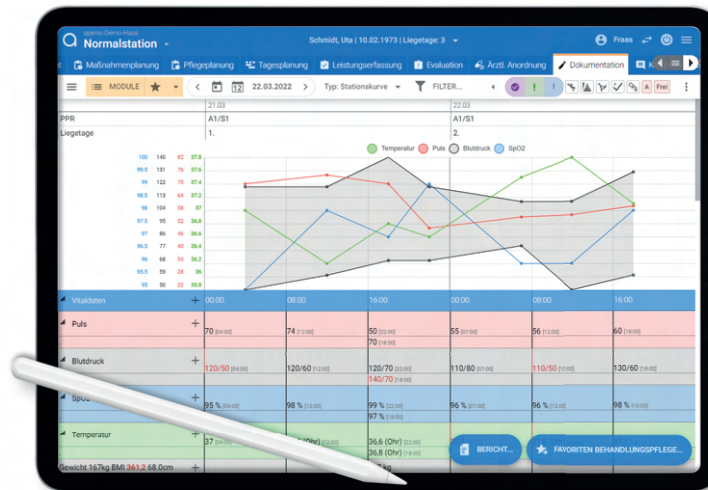 apenio Demo-Haus
Normalstation
Schmidt, Uta | 10.02.1973 | Liegetage: 3
Fraas
Maßnahmenplanung Pflegeplanung Tagesplanung Leistungserfassung Evaluation Ärztl. Anordnung Dokumentation
MODULE 22.03.2022 Typ: Stationskurve FILTER... A Frei
21.03 22.03
PPR A1/S1 A1/S1
Liegetage 1. 2.
Temperatur Puls Blutdruck SpO2
100 140 82 37.8
99.5 131 76 37.6
99 122 70 37.4
98.5 113 64 37.2
98 104 58 37
97.5 95 52 36.8
97 86 46 36.6
96.5 77 40 36.4
96 68 34 36.2
95.5 59 28 36
95 50 22 35.8
Vitaldaten 00:00 08:00 16:00 00:00 08:00 16:00
Puls
70 [04:00] 74 [12:00] 50 [22:00] 55 [07:00] 56 [12:00] 60 [18:00]
70 [18:00]
Blutdruck
120/50 [04:00] 120/60 [12:00] 120/70 [22:00] 110/80 [07:00] 110/50 [12:00] 130/60 [18:00]
140/70 [18:00]
SpO2
95 % [04:00] 98 % [12:00] 99 % [22:00] 96 % [07:00] 96 % [12:00] 98 % [18:00]
97 % [18:00]
Temperatur
37 [04:00] (Ohr) [12:00] 36,6 (Ohr) [22:00]
36,8 (Ohr) [18:00]
BERICHT... FAVORITEN BEHANDLUNGSPFLEGE...
Gewicht 167kg BMI 361,2 68.0cm kg